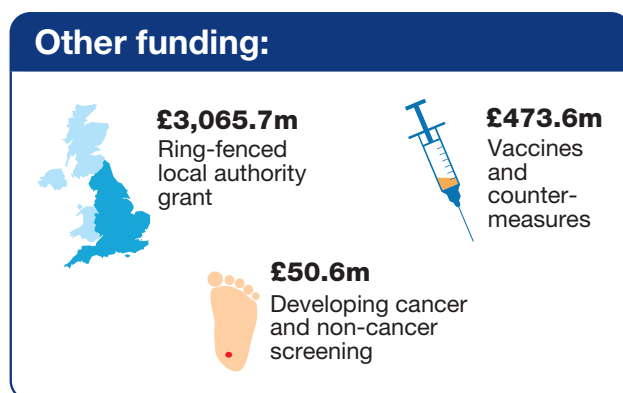 Other funding:
£3,065.7m
Ring-fenced
local authority
grant
£473.6m
Vaccines
and
counter-
measures
£50.6m
Developing cancer
and non-cancer
screening